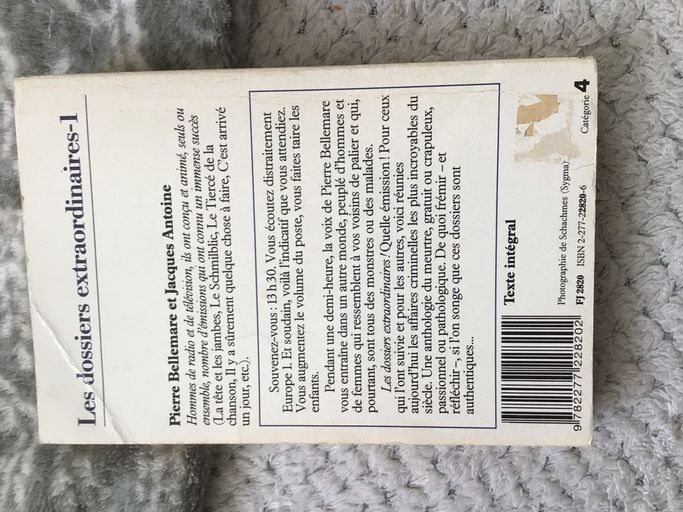 Les dossiers extraordinaires-1
Pierre Bellemare et Jacques Antoine
Hommes de radio et de télévision, ils ont conçu et animé, seuls ou
ensemble, nombre d'émissions qui ont connu un immense succès
(La tête et les jambes, Le Schmilblic, Le Tiercé de la
chanson, Il y a sûrement quelque chose à faire, C'est arrivé
un jour, etc.).
Souvenez-vous : 13 h 30. Vous écoutez distraitement
Europe 1. Et soudain, voilà l'indicatif que vous attendiez.
Vous augmentez le volume du poste, vous faites taire les
enfants.
Pendant une demi-heure, la voix de Pierre Bellemare
vous entraîne dans un autre monde, peuplé d'hommes et
de femmes qui ressemblent à vos voisins de palier et qui,
pourtant, sont tous des monstres ou des malades.
Les dossiers extraordinaires ! Quelle émission ! Pour ceux
qui l'ont suivie et pour les autres, voici réunies
aujourd'hui les affaires criminelles les plus incroyables du
siècle. Une anthologie du meurtre, gratuit ou crapuleux,
passionnel ou pathologique. De quoi frémir – et
réfléchir –, si l'on songe que ces dossiers sont
authentiques...
Texte intégral
Photographie de Schachmes (Sygma)
FJ 2820 ISBN 2-277-22820-6
Catégorie 4
9 782277 228202